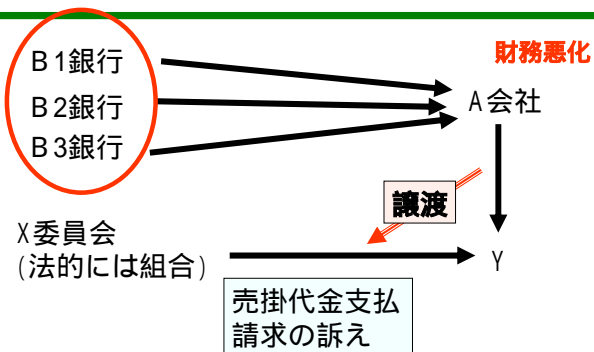 B1銀行
B2銀行
B3銀行
財務悪化
A会社
譲渡
X委員会
(法的には組合)
Y
売掛代金支払
請求の訴え